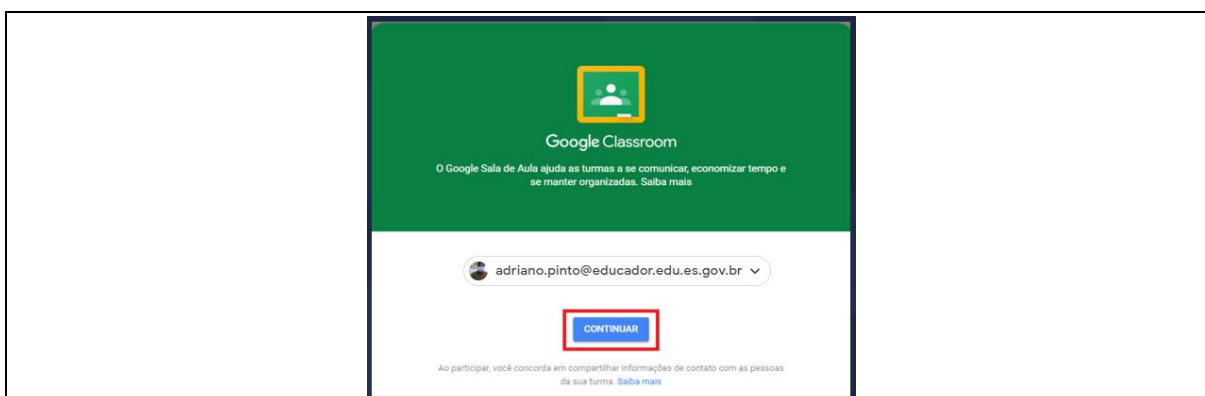 Google Classroom
O Google Sala de Aula ajuda as turmas a se comunicar, economizar tempo e
se manter organizadas. Saiba mais
adriano.pinto@educador.edu.es.gov.br
CONTINUAR
Ao participar, você concorda em compartilhar informações de contato com as pessoas
da sua turma. Saiba mais